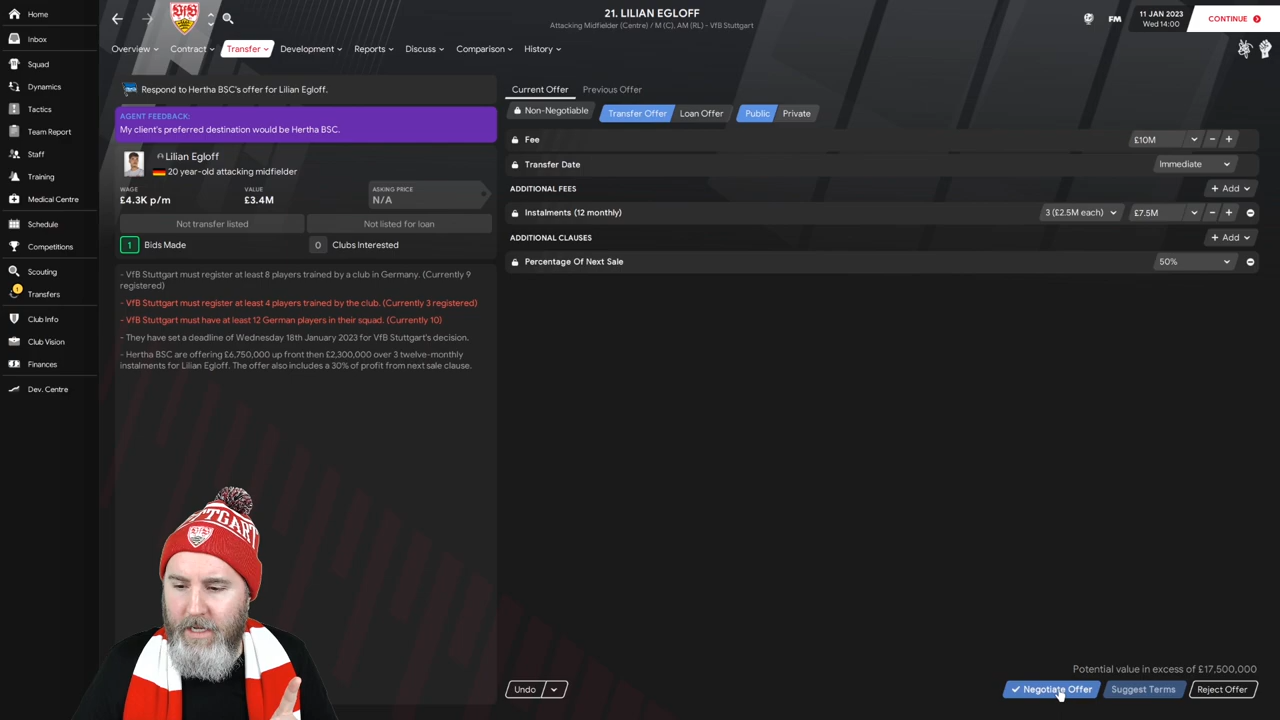 Home
Inbox
Squad
Dynamics
Tactics
Team Report
Staff
Training
Medical Centre
Schedule
Competitions
Scouting
1
Transfers
Club Info
Club Vision
Finances
Dev. Centre
21. LILIAN EGLOFF
Attacking Midfielder (Centre) / M (C), AM (RL) - VfB Stuttgart
FM
11 JAN 2023
Wed 14:00
CONTINUE
Overview
Contract
Transfer
Development
Reports
Discuss
Comparison
History
Respond to Hertha BSC's offer for Lilian Egloff.
AGENT FEEDBACK:
My client's preferred destination would be Hertha BSC.
Lilian Egloff
20 year-old attacking midfielder
WAGE VALUE ASKING PRICE
£4.3K p/m £3.4M N/A
Not transfer listed Not listed for loan
1 Bids Made 0 Clubs Interested
- VfB Stuttgart must register at least 8 players trained by a club in Germany. (Currently 9
registered)
- VfB Stuttgart must register at least 4 players trained by the club. (Currently 3 registered)
- VfB Stuttgart must have at least 12 German players in their squad. (Currently 10)
- They have set a deadline of Wednesday 18th January 2023 for VfB Stuttgart's decision.
- Hertha BSC are offering £6,750,000 up front then £2,300,000 over 3 twelve-monthly
instalments for Lilian Egloff. The offer also includes a 30% of profit from next sale clause.
Current Offer Previous Offer
Non-Negotiable Transfer Offer Loan Offer Public Private
Fee £10M
Transfer Date Immediate
ADDITIONAL FEES + Add
Instalments (12 monthly) 3 (£2.5M each) £7.5M
ADDITIONAL CLAUSES + Add
Percentage Of Next Sale 50%
Potential value in excess of £17,500,000
Undo Negotiate Offer Suggest Terms Reject Offer